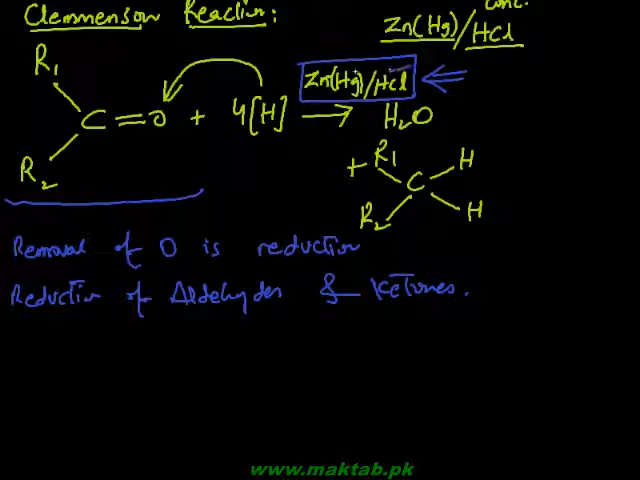 Clemmenson Reaction:
conc.
Zn(Hg)/HCl
R1
C=O + 4[H] → Zn(Hg)/HCl
H2O
R2
+ R1 C H
R2 H
Removal of O is reduction
Reduction of Aldehydes & Ketones.
www.maktab.pk